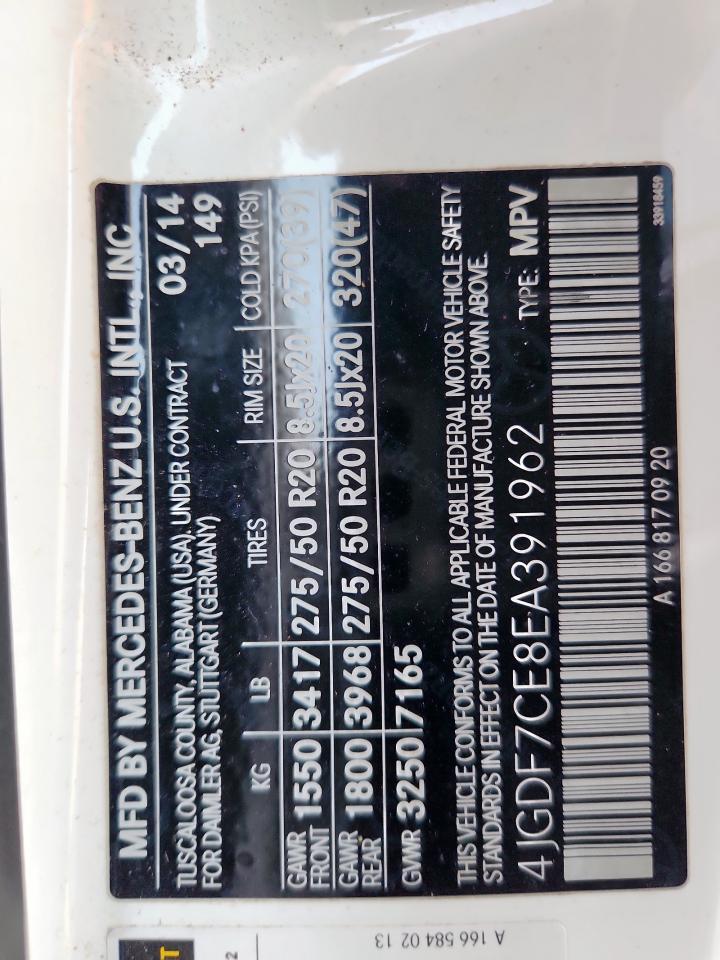 MFD BY MERCEDES-BENZ U.S. INTL., INC
TUSCALOOSA COUNTY, ALABAMA (USA). UNDER CONTRACT 03/14
FOR DAIMLER AG, STUTTGART (GERMANY) 149
KG LB TIRES RIM SIZE COLD KPA (PSI)
GAWR FRONT 1550 3417 275/50 R20 8.5Jx20 270(39)
GAWR REAR 1800 3968 275/50 R20 8.5Jx20 320(47)
GVWR 3250 7165
THIS VEHICLE CONFORMS TO ALL APPLICABLE FEDERAL MOTOR VEHICLE SAFETY
STANDARDS IN EFFECT ON THE DATE OF MANUFACTURE SHOWN ABOVE.
4JGDF7CE8EA391962 TYPE: MPV
A 166 817 09 20
33918459
A 166 584 02 13